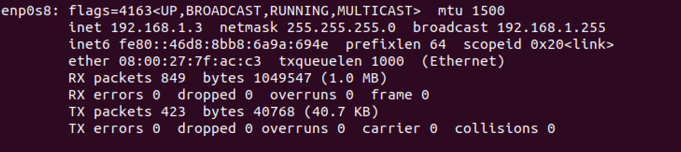 enp0s8: flags=4163<UP,BROADCAST,RUNNING,MULTICAST>  mtu 1500
        inet 192.168.1.3  netmask 255.255.255.0  broadcast 192.168.1.255
        inet6 fe80::46d8:8bb8:6a9a:694e  prefixlen 64  scopeid 0x20<link>
        ether 08:00:27:7f:ac:c3  txqueuelen 1000  (Ethernet)
        RX packets 849  bytes 1049547 (1.0 MB)
        RX errors 0  dropped 0  overruns 0  frame 0
        TX packets 423  bytes 40768 (40.7 KB)
        TX errors 0  dropped 0 overruns 0  carrier 0  collisions 0